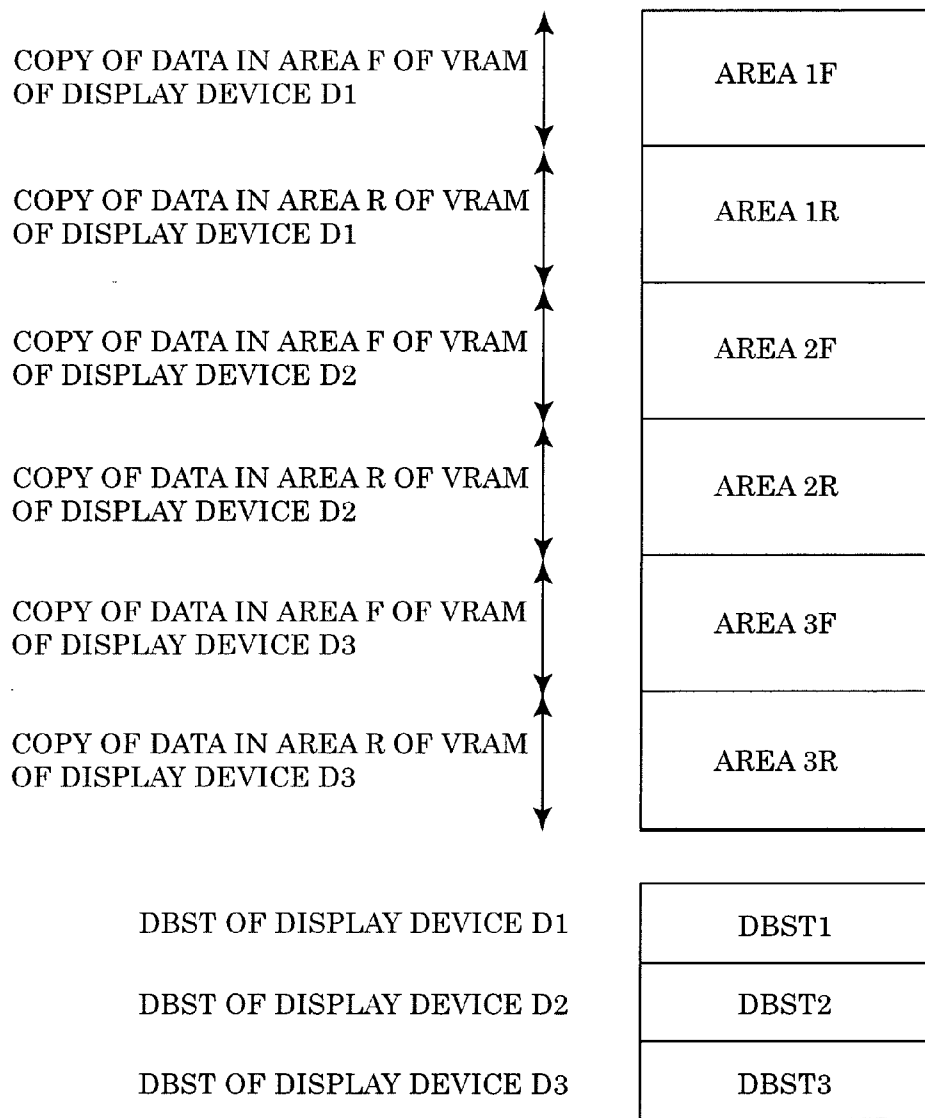 COPY OF DATA IN AREA F OF VRAM
OF DISPLAY DEVICE D1
AREA 1F
COPY OF DATA IN AREA R OF VRAM
OF DISPLAY DEVICE D1
AREA 1R
COPY OF DATA IN AREA F OF VRAM
OF DISPLAY DEVICE D2
AREA 2F
COPY OF DATA IN AREA R OF VRAM
OF DISPLAY DEVICE D2
AREA 2R
COPY OF DATA IN AREA F OF VRAM
OF DISPLAY DEVICE D3
AREA 3F
COPY OF DATA IN AREA R OF VRAM
OF DISPLAY DEVICE D3
AREA 3R
DBST OF DISPLAY DEVICE D1
DBST1
DBST OF DISPLAY DEVICE D2
DBST2
DBST OF DISPLAY DEVICE D3
DBST3